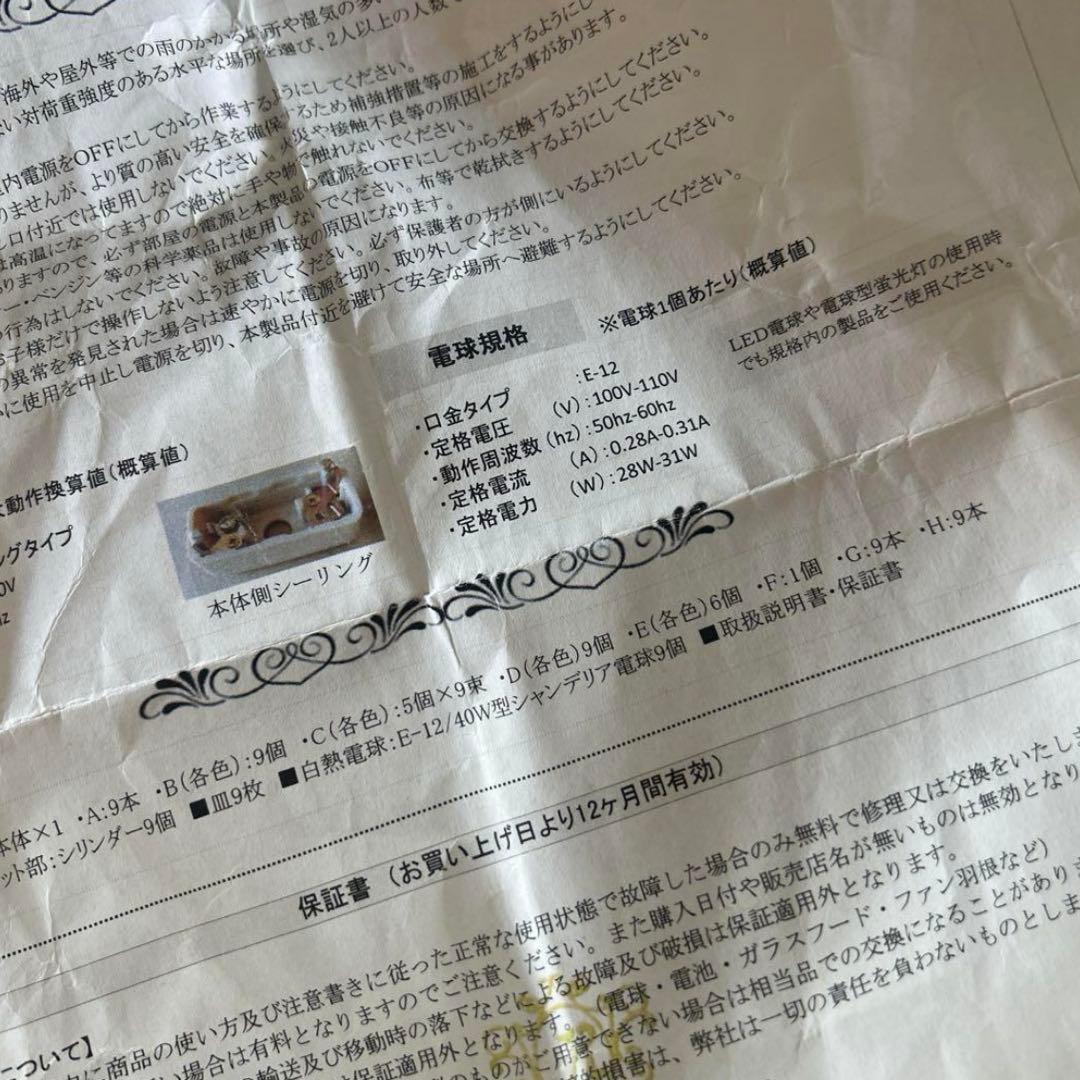 海外や屋外等での雨のかかる場所や湿気の多い
い対荷重強度のある水平な場所を選び、2人以上の人数で
内電源をOFFにしてから作業するようにしてください。
りませんが、より質の高い安全を確保するため補強措置等の施工をするようにし
し口付近では使用しないでください。火災や接触不良等の原因になる事があります。
は高温になってますので絶対に手や物で触れないでください。
ありますので、必ず部屋の電源と本製品の電源をOFFにしてから交換するようにしてください。
ー・ベンジン等の科学薬品は使用しないでください。布等で乾拭きするようにしてください。
の行為はしないでください。故障や事故の原因になります。
お子様だけで操作しないよう注意してください。必ず保護者の方が側にいるようにしてください。
の異常を発見された場合は速やかに電源を切り、取り外してください。
に使用を中止し電源を切り、本製品付近を避けて安全な場所へ避難するようにしてください。
電球規格
※電球1個あたり(概算値)
・口金タイプ :E-12
・定格電圧 (V):100V-110V
・動作周波数(hz):50hz-60hz
・定格電流 (A):0.28A-0.31A
・定格電力 (W):28W-31W
LED電球や電球型蛍光灯の使用時
でも規格内の製品をご使用ください。
動作換算値(概算値)
グタイプ
0V
hz
本体側シーリング
本体×1 ・A:9本 ・B(各色):9個 ・C(各色):5個×9束 ・D(各色)9個 ・E(各色)6個 ・F:1個 ・G:9本 ・H:9本
ット部:シリンダー9個 ■皿9枚 ■白熱電球:E-12/40W型シャンデリア電球9個 ■取扱説明書・保証書
保証書 (お買い上げ日より12ヶ月間有効)
について】
に商品の使い方及び注意書きに従った正常な使用状態で故障した場合のみ無料で修理又は交換をいたしま
い場合は有料となりますのでご注意ください。また購入日付や販売店名が無いものは無効となり
輸送及び移動時の落下などによる故障及び破損は保証適用外となります。
保証適用外となります。(電球・電池・ガラスフード・ファン羽根など)
のものがご用意できない場合は相当品での交換になることがありま
的損害は、弊社は一切の責任を負わないものとしま